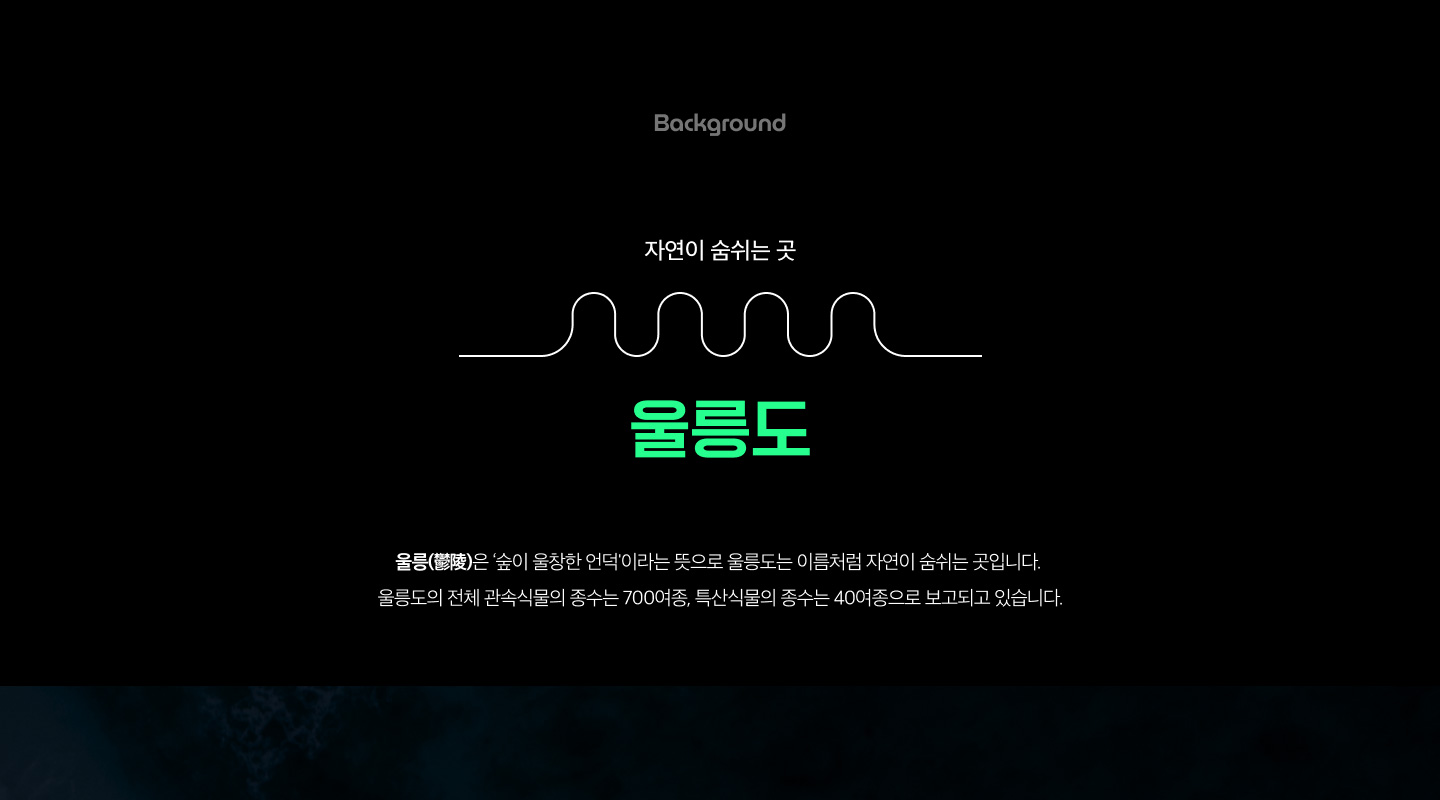 Background
자연이 숨쉬는 곳
울릉도
울릉(鬱陵)은 ‘숲이 울창한 언덕’이라는 뜻으로 울릉도는 이름처럼 자연이 숨쉬는 곳입니다.
울릉도의 전체 관속식물의 종수는 700여종, 특산식물의 종수는 40여종으로 보고되고 있습니다.